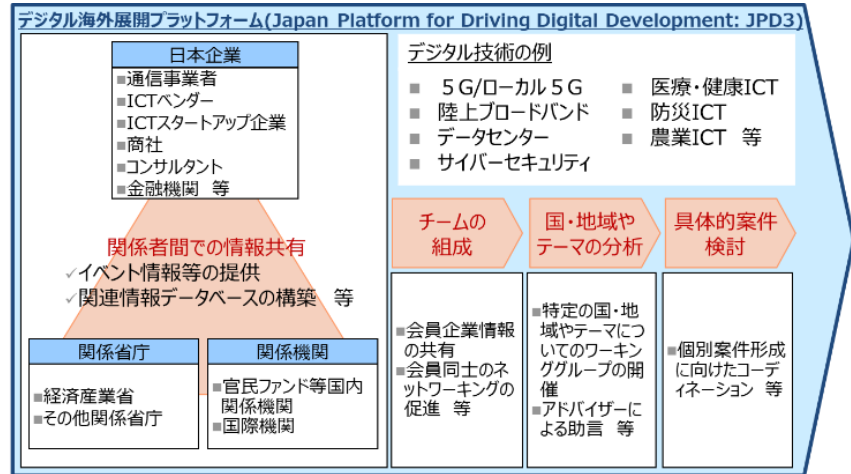 デジタル海外展開プラットフォーム(Japan Platform for Driving Digital Development: JPD3)
日本企業
■通信事業者
■ICTベンダー
■ICTスタートアップ企業
■商社
■コンサルタント
■金融機関 等
関係者間での情報共有
✓イベント情報等の提供
✓関連情報データベースの構築 等
関係省庁
■経済産業省
■その他関係省庁
関係機関
■官民ファンド等国内
関係機関
■国際機関
デジタル技術の例
■ 5G/ローカル5G
■ 陸上ブロードバンド
■ データセンター
■ サイバーセキュリティ
■ 医療・健康ICT
■ 防災ICT
■ 農業ICT 等
チームの
組成
■会員企業情報
の共有
■会員同士のネ
ットワーキングの
促進 等
国・地域や
テーマの分析
■特定の国・地
域やテーマについ
てのワーキン
ググループの開
催
■アドバイザーに
よる助言 等
具体的案件
検討
■個別案件形成
に向けたコーデ
ィネーション 等